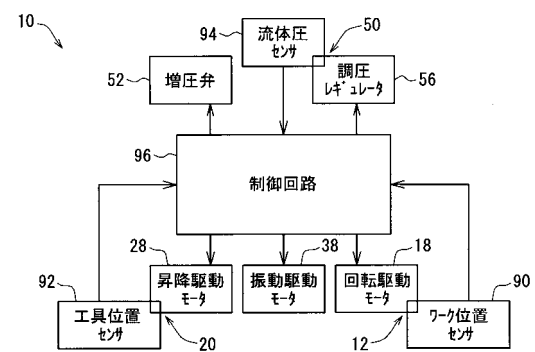 10
94
流体圧
センサ
50
52
増圧弁
調圧
レギュレータ
56
96
制御回路
28
38
18
92
昇降駆動
モータ
振動駆動
モータ
回転駆動
モータ
90
工具位置
センサ
20
12
ワーク位置
センサ